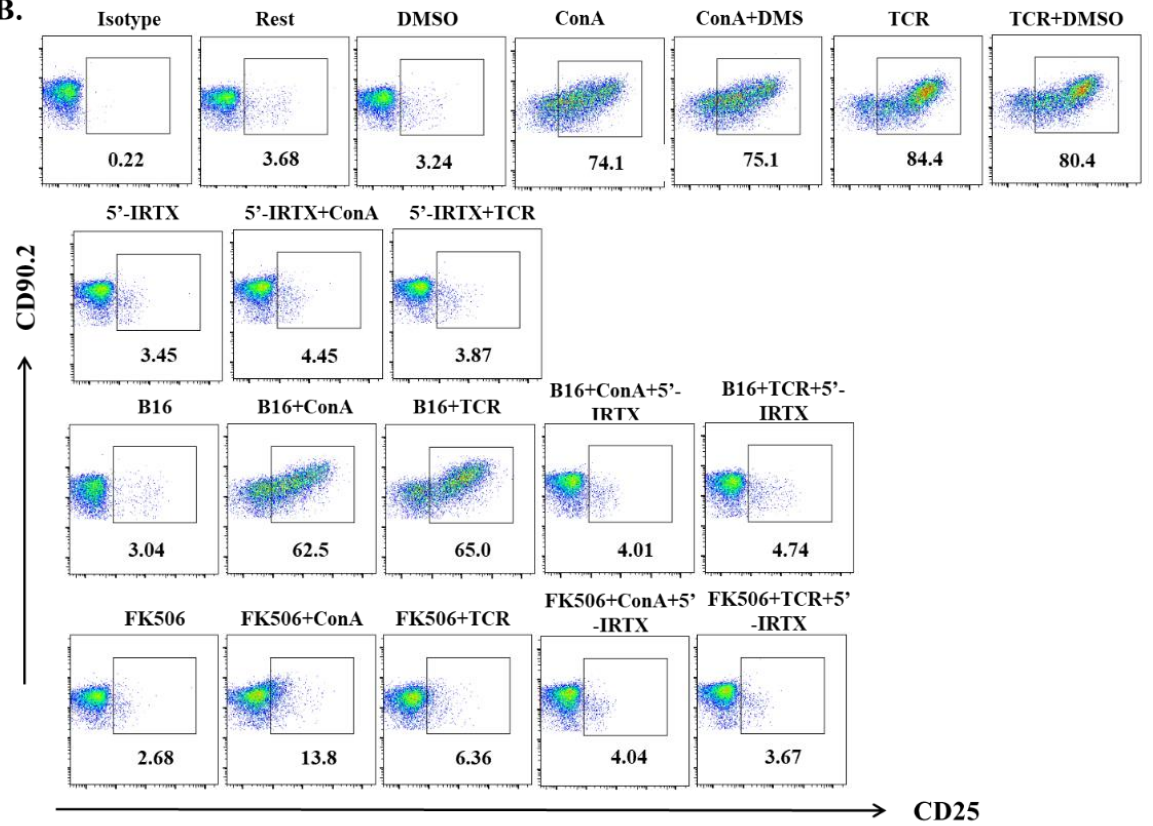 B.
Isotype Rest DMSO ConA ConA+DMS TCR TCR+DMSO
0.22 3.68 3.24 74.1 75.1 84.4 80.4
5'-IRTX 5'-IRTX+ConA 5'-IRTX+TCR
3.45 4.45 3.87
CD90.2
B16 B16+ConA B16+TCR B16+ConA+5'- B16+TCR+5'-
IRTX IRTX
3.04 62.5 65.0 4.01 4.74
FK506 FK506+ConA FK506+TCR FK506+ConA+5' FK506+TCR+5'
-IRTX -IRTX
2.68 13.8 6.36 4.04 3.67
CD25